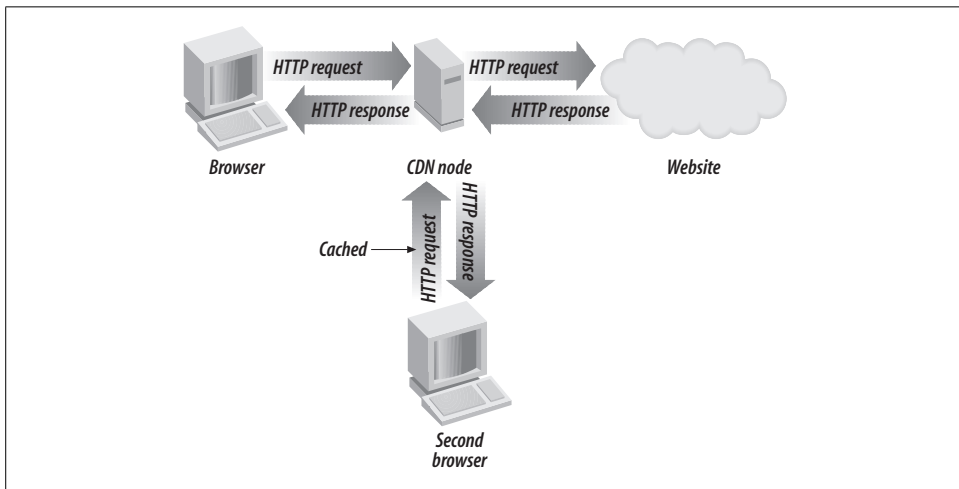 HTTP request
HTTP request
HTTP response
HTTP response
Browser
CDN node
Website
HTTP request
HTTP response
Cached
Second
browser